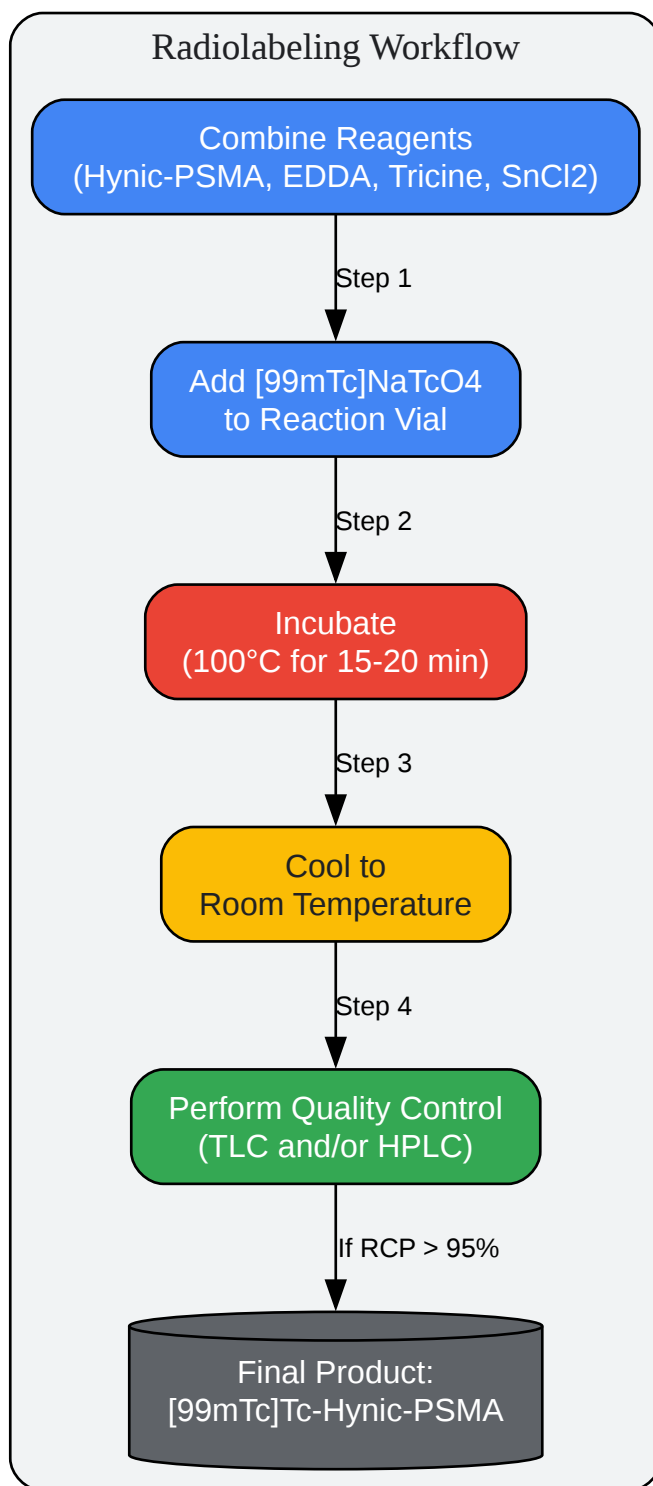 Radiolabeling Workflow
Combine Reagents
(Hynic-PSMA, EDDA, Tricine, SnCl2)
Step 1
Add [99mTc]NaTcO4
to Reaction Vial
Step 2
Incubate
(100°C for 15-20 min)
Step 3
Cool to
Room Temperature
Step 4
Perform Quality Control
(TLC and/or HPLC)
If RCP > 95%
Final Product:
[99mTc]Tc-Hynic-PSMA